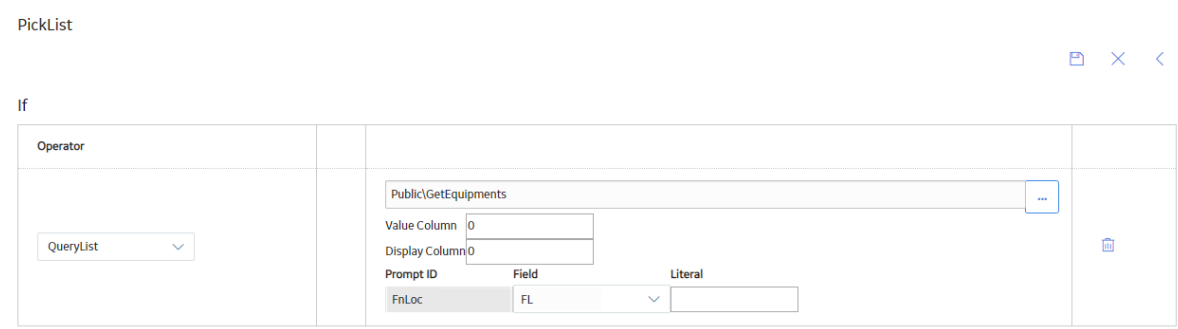 PickList
If
Operator
Public\GetEquipments
...
Value Column 0
QueryList
Display Column 0
Prompt ID Field Literal
FnLoc FL